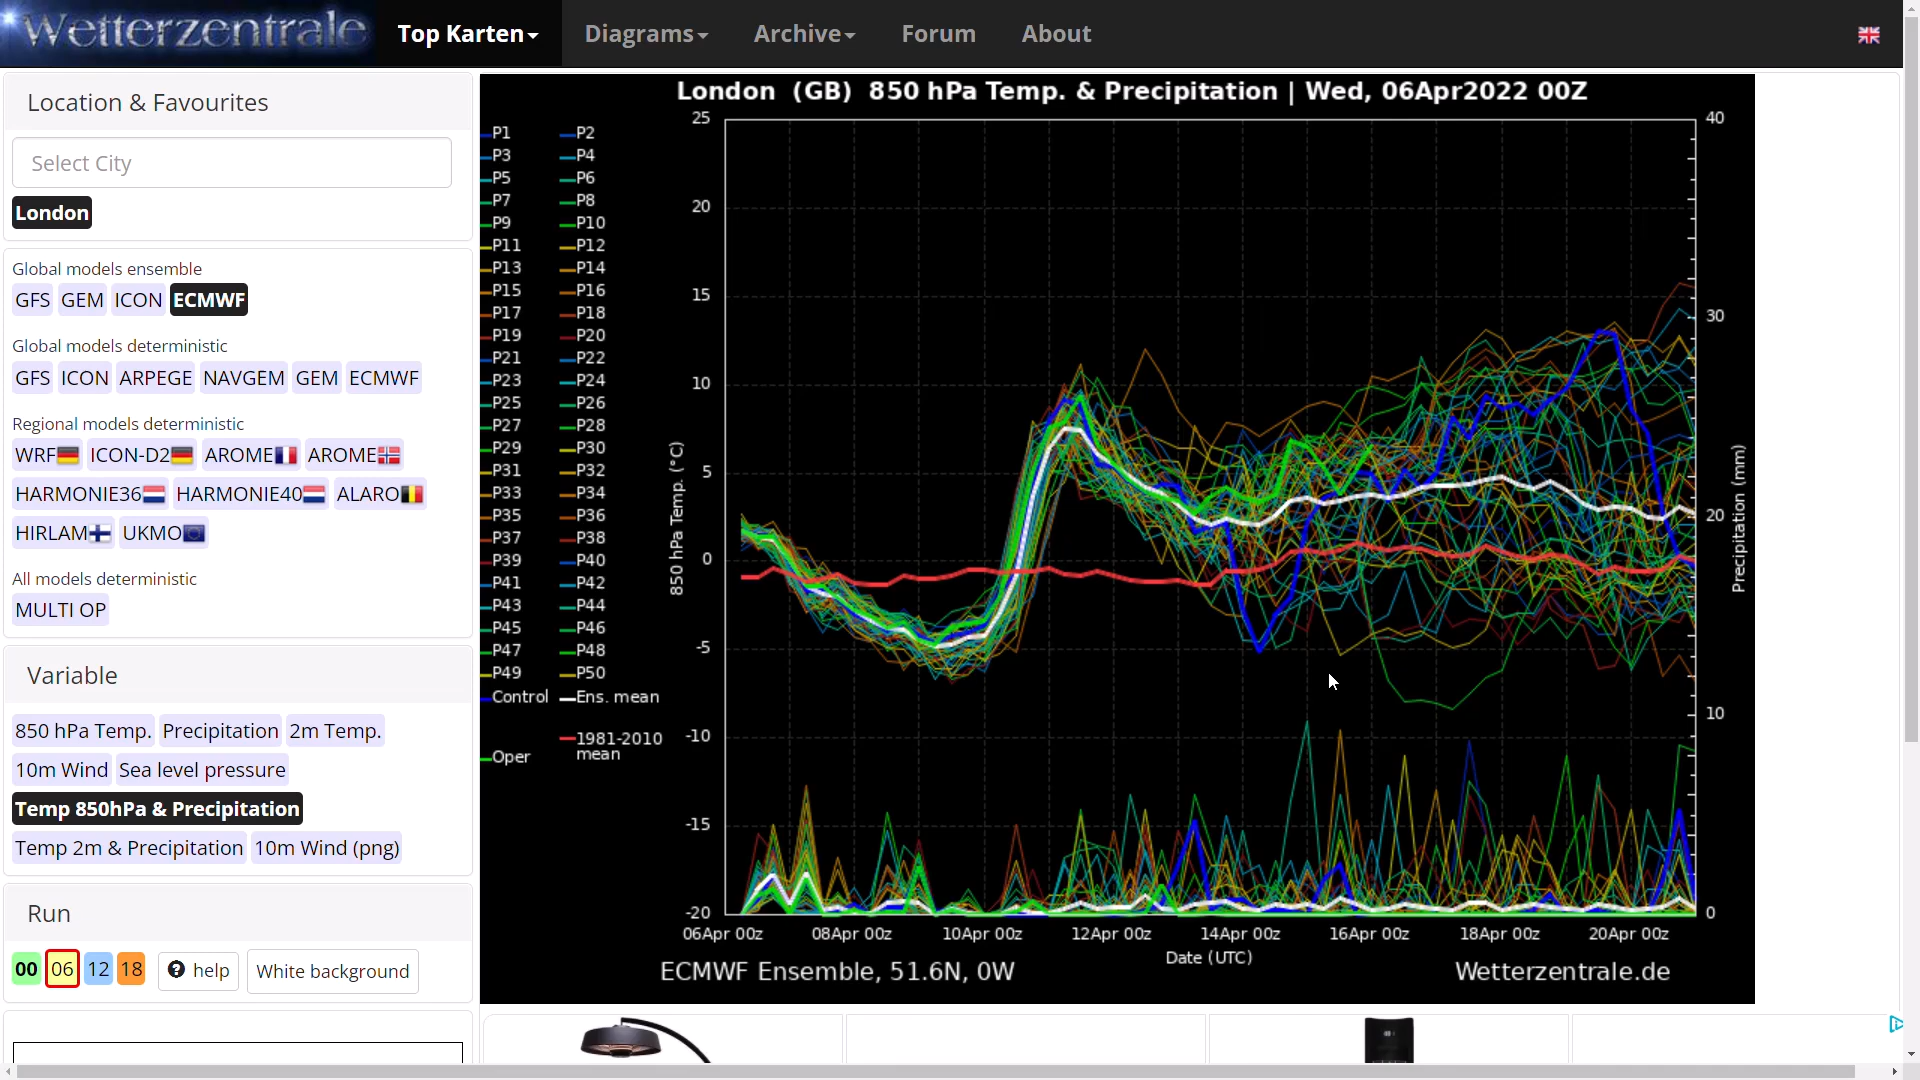 Wetterzentrale Top Karten Diagrams Archive Forum About
Location & Favourites
Select City
London
Global models ensemble
GFS GEM ICON ECMWF
Global models deterministic
GFS ICON ARPEGE NAVGEM GEM ECMWF
Regional models deterministic
WRF ICON-D2 AROME AROME
HARMONIE36 HARMONIE40 ALARO
HIRLAM UKMO
All models deterministic
MULTI OP
Variable
850 hPa Temp. Precipitation 2m Temp.
10m Wind Sea level pressure
Temp 850hPa & Precipitation
Temp 2m & Precipitation 10m Wind (png)
Run
00 06 12 18 help White background
London (GB) 850 hPa Temp. & Precipitation | Wed, 06Apr2022 00Z
P1 P2
P3 P4
P5 P6
P7 P8
P9 P10
P11 P12
P13 P14
P15 P16
P17 P18
P19 P20
P21 P22
P23 P24
P25 P26
P27 P28
P29 P30
P31 P32
P33 P34
P35 P36
P37 P38
P39 P40
P41 P42
P43 P44
P45 P46
P47 P48
P49 P50
Control Ens. mean
1981-2010
mean
Oper
850 hPa Temp. (°C)
25
20
15
10
5
0
-5
-10
-15
-20
40
30
20
10
0
Precipitation (mm)
06Apr 00z 08Apr 00z 10Apr 00z 12Apr 00z 14Apr 00z 16Apr 00z 18Apr 00z 20Apr 00z
Date (UTC)
ECMWF Ensemble, 51.6N, 0W Wetterzentrale.de